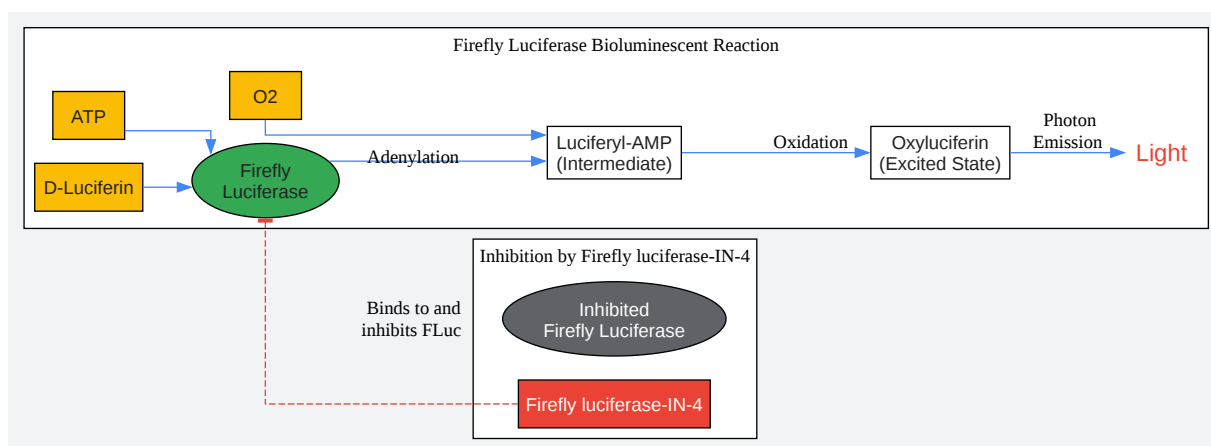 Firefly Luciferase Bioluminescent Reaction
ATP
O2
D-Luciferin
Firefly
Luciferase
Adenylation
Luciferyl-AMP
(Intermediate)
Oxidation
Oxyluciferin
(Excited State)
Photon
Emission
Light
Inhibition by Firefly luciferase-IN-4
Binds to and
inhibits FLuc
Inhibited
Firefly Luciferase
Firefly luciferase-IN-4